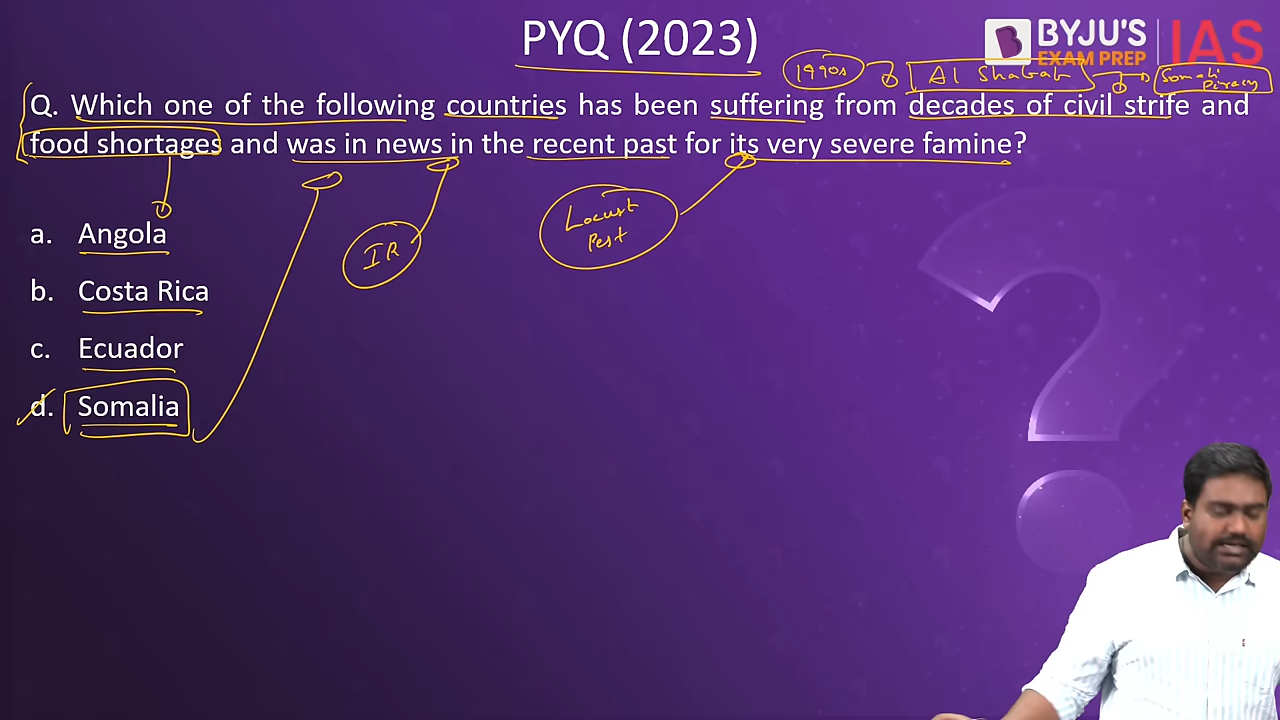 PYQ (2023)
BYJU'S
EXAM PREP
IAS
1990s
Al Shabab
Somali
Piracy
Q. Which one of the following countries has been suffering from decades of civil strife and
food shortages and was in news in the recent past for its very severe famine?
a. Angola
b. Costa Rica
c. Ecuador
d. Somalia
IR
Locust
Pest